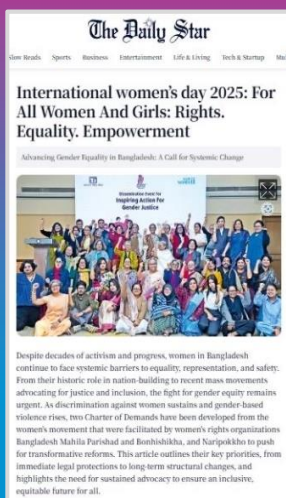 The Daily Star
Slow Reads Sports Business Entertainment Life & Living Tech & Startup
International women's day 2025: For
All Women And Girls: Rights.
Equality. Empowerment
Advancing Gender Equality in Bangladesh: A Call for Systemic Change
Dissemination Event for
Inspiring Action For
Gender Justice
Despite decades of activism and progress, women in Bangladesh
continue to face systemic barriers to equality, representation, and safety.
From their historic role in nation-building to recent mass movements
advocating for justice and inclusion, the fight for gender equity remains
urgent. As discrimination against women sustains and gender-based
violence rises, two Charter of Demands have been developed from the
women's movement that were facilitated by women's rights organizations
Bangladesh Mahila Parishad and Bonhishikha, and Naripokkho to push
for transformative reforms. This article outlines their key priorities, from
immediate legal protections to long-term structural changes, and
highlights the need for sustained advocacy to ensure an inclusive,
equitable future for all.